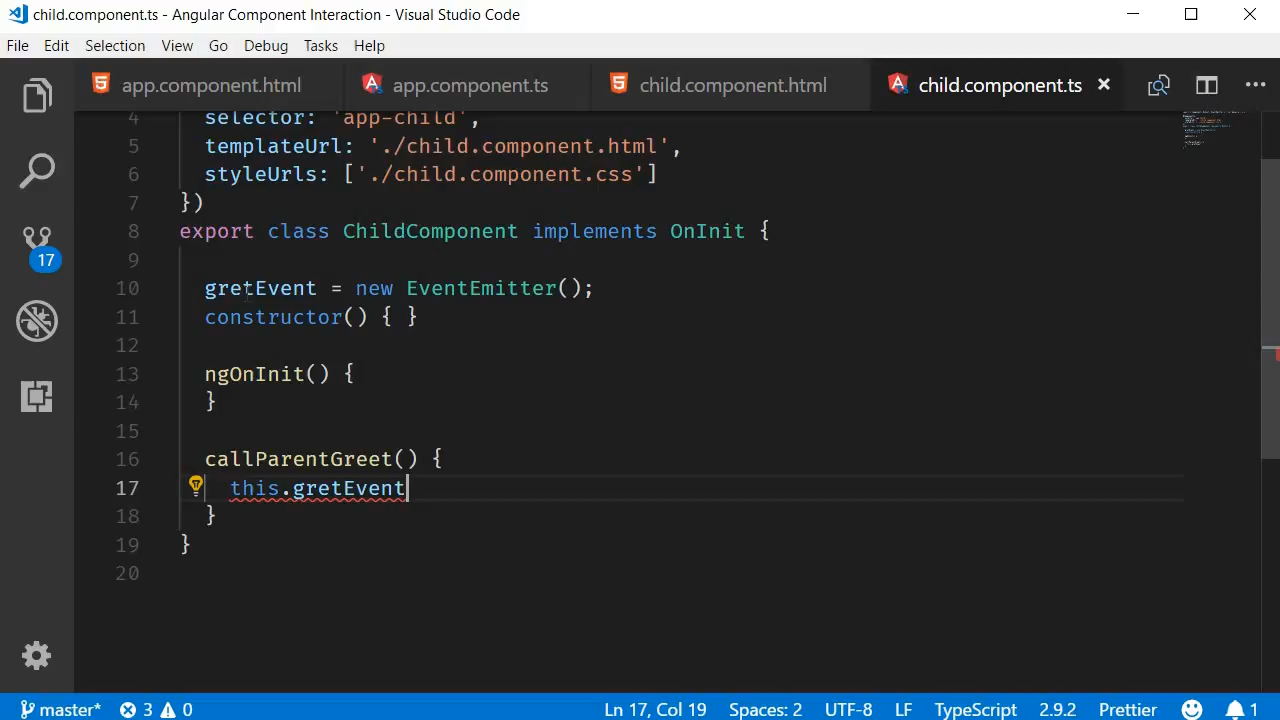 child.component.ts - Angular Component Interaction - Visual Studio Code
File Edit Selection View Go Debug Tasks Help
app.component.html app.component.ts child.component.html child.component.ts
4 selector: 'app-child',
5 templateUrl: './child.component.html',
6 styleUrls: ['./child.component.css']
7 })
8 export class ChildComponent implements OnInit {
9
10 gretEvent = new EventEmitter();
11 constructor() { }
12
13 ngOnInit() {
14 }
15
16 callParentGreet() {
17 this.gretEvent
18 }
19 }
20
17
master* 3 0 Ln 17, Col 19 Spaces: 2 UTF-8 LF TypeScript 2.9.2 Prettier 1